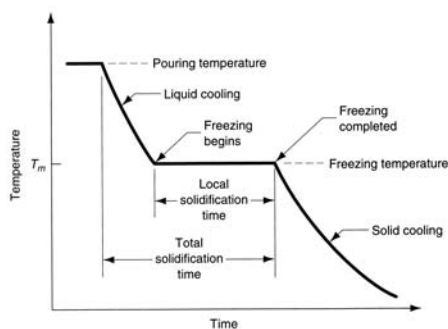 Pouring temperature
Liquid cooling
Freezing
begins
Freezing
completed
Temperature
Tm
Freezing temperature
Local
solidification
time
Total
solidification
time
Solid cooling
Time